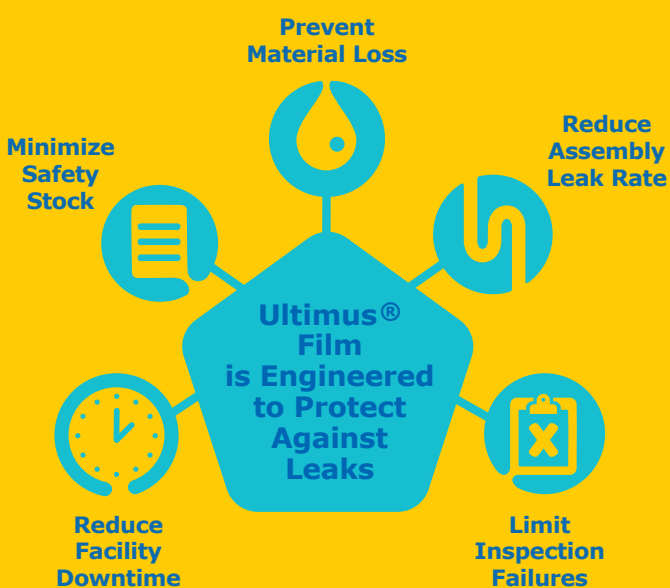 Prevent
Material Loss
Reduce
Assembly
Leak Rate
Minimize
Safety
Stock
Ultimus®
Film
is Engineered
to Protect
Against
Leaks
Reduce
Facility
Downtime
Limit
Inspection
Failures